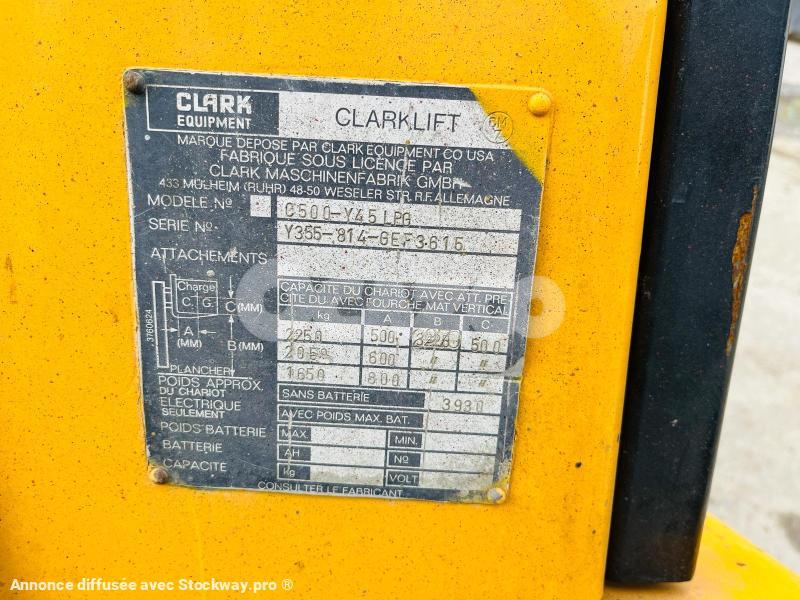 CLARK
EQUIPMENT
CLARKLIFT
MARQUE DEPOSE PAR CLARK EQUIPMENT CO USA
FABRIQUE SOUS LICENCE PAR
CLARK MASCHINENFABRIK GMBH
433 MULHEIM (RUHR) 48-50 WESELER STR. R.F. ALLEMAGNE
MODELE Nº C500-Y45 LPG
SERIE Nº Y355-814-GEF3615
ATTACHEMENTS
CAPACITE DU CHARIOT AVEC ATT. PRE
CITE DU AVEC FOURCHE, MAT VERTICAL
Charge
C. G.
C (MM)
A
(MM)
B (MM)
PLANCHER
3760624
kg A B C
2250 500 500
2050 600 " "
1650 800 " "
POIDS APPROX.
DU CHARIOT
ELECTRIQUE
SEULEMENT
SANS BATTERIE 3930
AVEC POIDS MAX. BAT.
POIDS BATTERIE MAX. MIN.
BATTERIE AH Nº
CAPACITE kg VOLT
CONSULTER LE FABRICANT
Annonce diffusée avec Stockway.pro ®